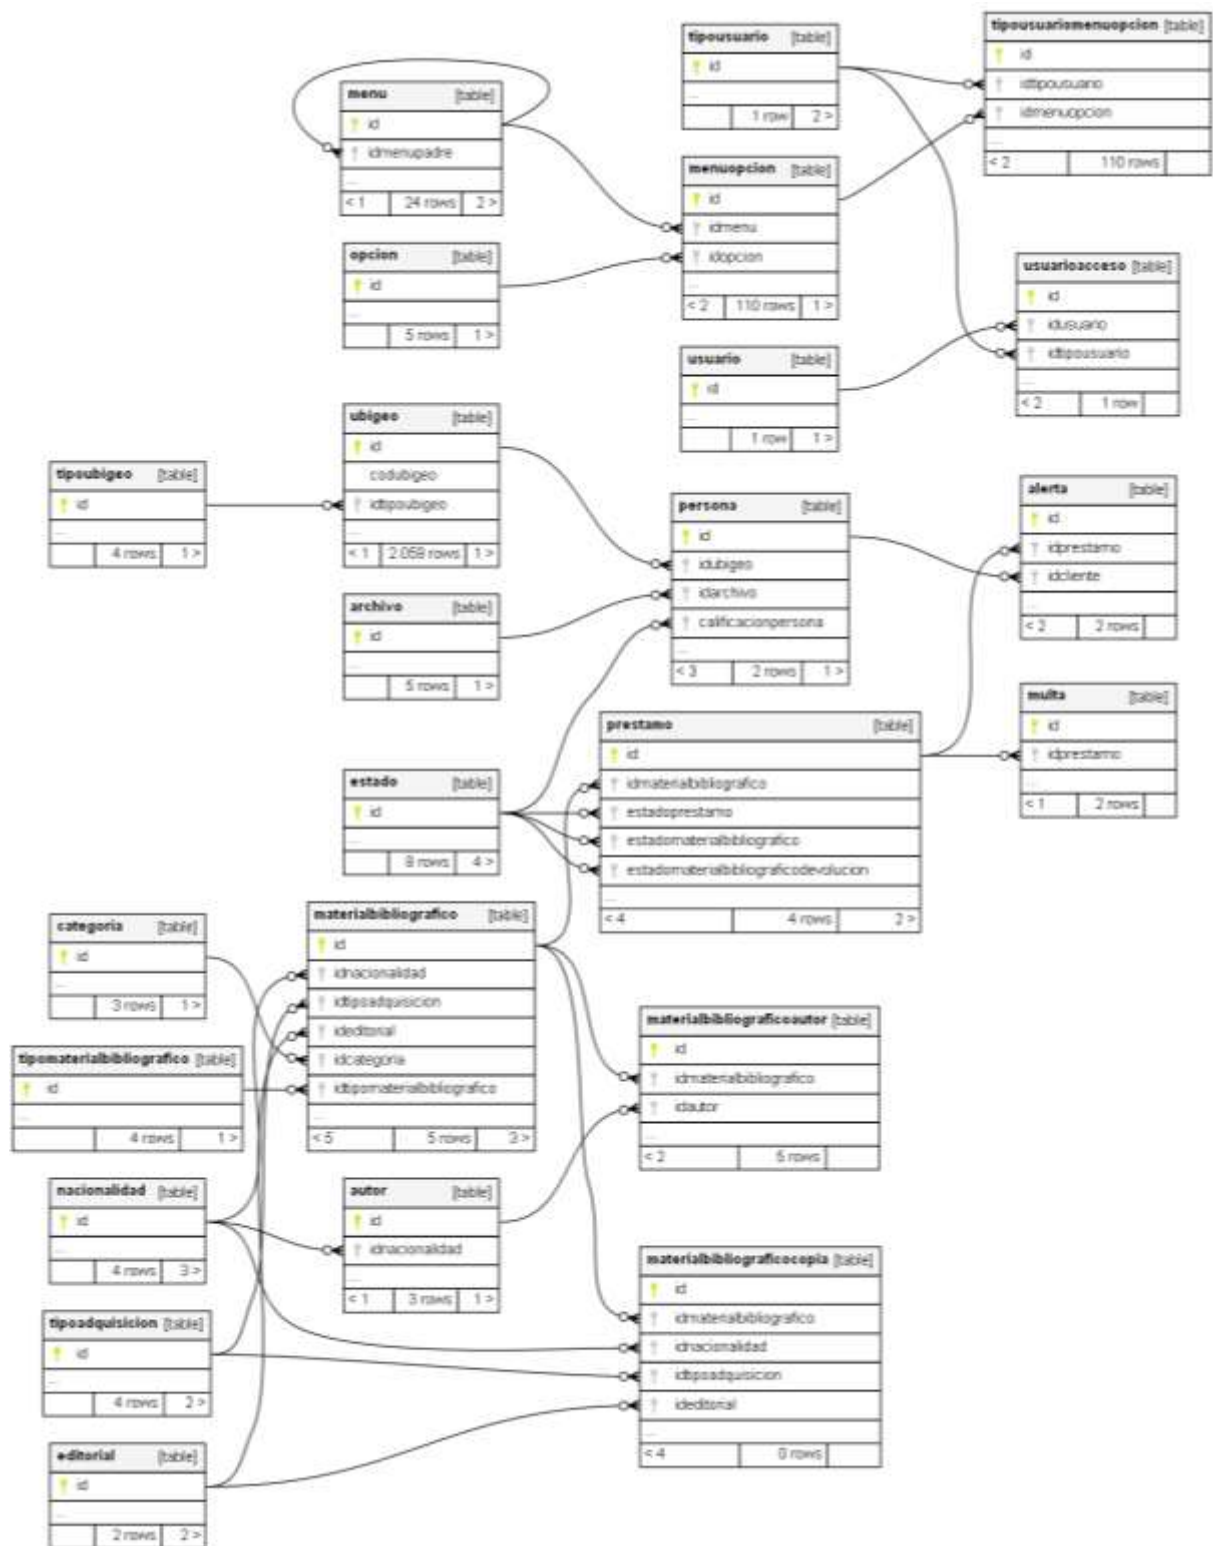 menu [table]
id
idmenupadre
...
< 1 24 rows 2 >
opcion [table]
id
...
5 rows 1 >
tipousuario [table]
id
...
1 row 2 >
menuopcion [table]
id
idmenu
idopcion
...
< 2 110 rows 1 >
usuario [table]
id
...
1 row 1 >
tipousuariomenuopcion [table]
id
idtipousuario
idmenuopcion
...
< 2 110 rows
usuarioacceso [table]
id
idusuario
idtipousuario
...
< 2 1 row
tipoubigeo [table]
id
...
4 rows 1 >
ubigeo [table]
id
codubigeo
idtipoubigeo
...
< 1 2.058 rows 1 >
archivo [table]
id
...
5 rows 1 >
persona [table]
id
idubigeo
idarchivo
calificacionpersona
...
< 3 2 rows 1 >
alerta [table]
id
idprestamo
idcliente
...
< 2 2 rows
multa [table]
id
idprestamo
...
< 1 2 rows
estado [table]
id
...
8 rows 4 >
prestamo [table]
id
idmaterialbibliografico
estadoprestamo
estadomaterialbibliografico
estadomaterialbibliograficodevolucion
...
< 4 4 rows 2 >
categoria [table]
id
...
3 rows 1 >
tipomaterialbibliografico [table]
id
...
4 rows 1 >
materialbibliografico [table]
id
idnacionalidad
idtipoadquisicion
ideditorial
idcategoria
idtipomaterialbibliografico
...
< 5 5 rows 3 >
materialbibliograficoautor [table]
id
idmaterialbibliografico
idautor
...
< 2 5 rows
nacionalidad [table]
id
...
4 rows 3 >
autor [table]
id
idnacionalidad
...
< 1 3 rows 1 >
materialbibliograficocopia [table]
id
idmaterialbibliografico
idnacionalidad
idtipoadquisicion
ideditorial
...
< 4 0 rows
tipoadquisicion [table]
id
...
4 rows 2 >
editorial [table]
id
...
2 rows 2 >